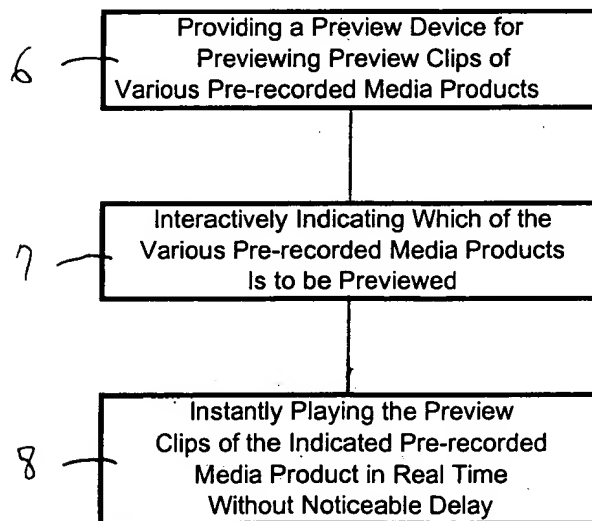 6
Providing a Preview Device for
Previewing Preview Clips of
Various Pre-recorded Media Products
7
Interactively Indicating Which of the
Various Pre-recorded Media Products
Is to be Previewed
8
Instantly Playing the Preview
Clips of the Indicated Pre-recorded
Media Product in Real Time
Without Noticeable Delay